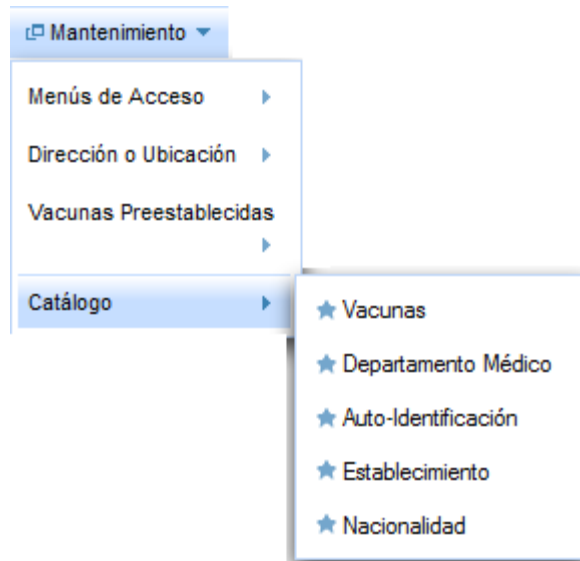 Mantenimiento
Menús de Acceso
Dirección o Ubicación
Vacunas Preestablecidas
Catálogo
Vacunas
Departamento Médico
Auto-Identificación
Establecimiento
Nacionalidad